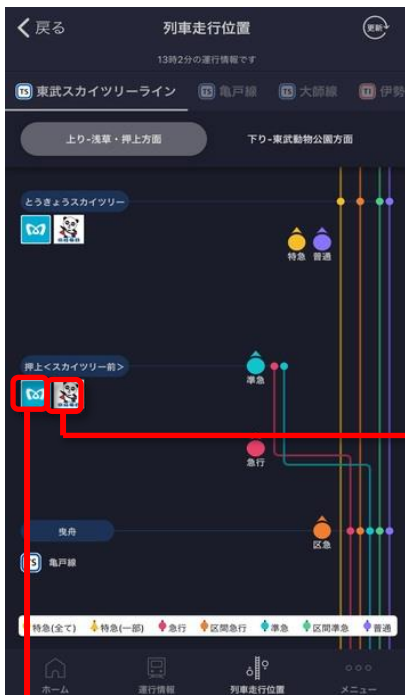 戻る 列車走行位置 更新
13時2分の運行情報です
TS 東武スカイツリーライン TS 亀戸線 TS 大師線 TI 伊勢
上り-浅草・押上方面 下り-東武動物公園方面
とうきょうスカイツリー
特急 普通
押上<スカイツリー前>
準急
急行
曳舟
区急
TS 亀戸線
特急(全て) 特急(一部) 急行 区間急行 準急 区間準急 普通
ホーム 運行情報 列車走行位置 メニュー